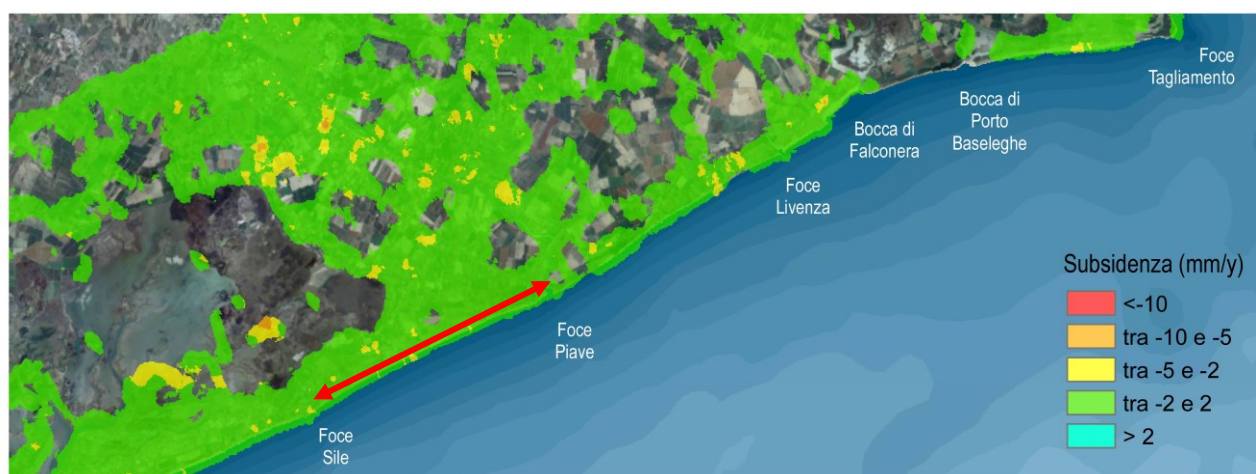 Foce
Tagliamento
Bocca di
Porto
Baseleghe
Bocca di
Falconera
Foce
Livenza
Foce
Piave
Foce
Sile
Subsidenza (mm/y)
<-10
tra -10 e -5
tra -5 e -2
tra -2 e 2
> 2